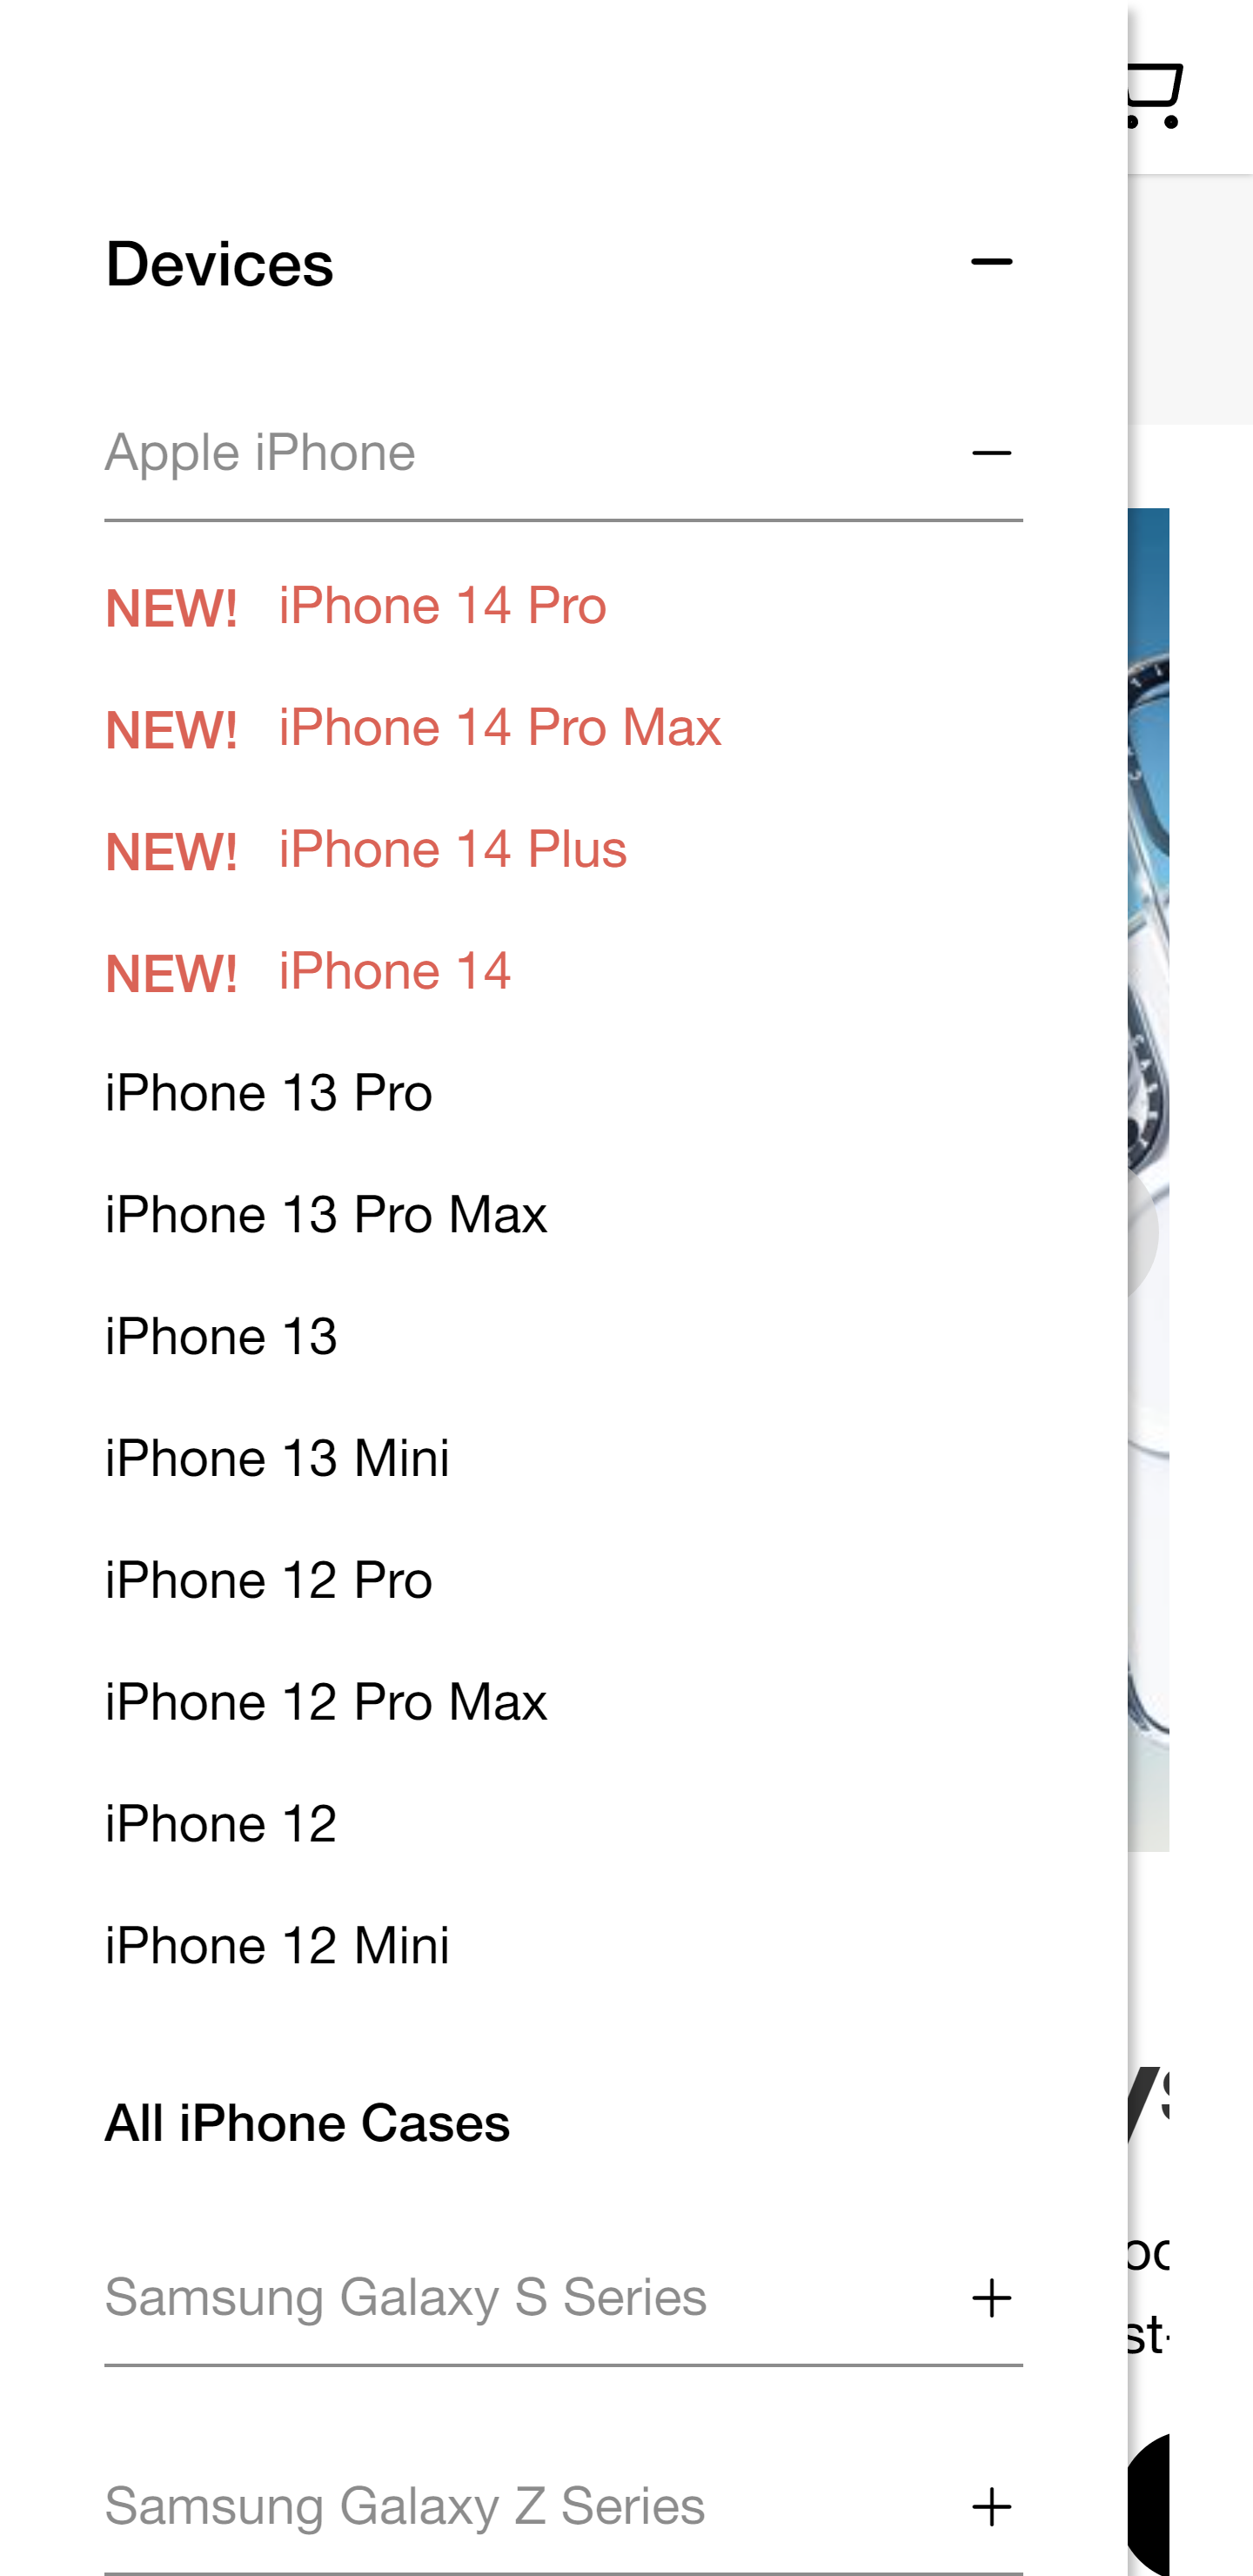 Devices
Apple iPhone
NEW! iPhone 14 Pro
NEW! iPhone 14 Pro Max
NEW! iPhone 14 Plus
NEW! iPhone 14
iPhone 13 Pro
iPhone 13 Pro Max
iPhone 13
iPhone 13 Mini
iPhone 12 Pro
iPhone 12 Pro Max
iPhone 12
iPhone 12 Mini
All iPhone Cases
Samsung Galaxy S Series
Samsung Galaxy Z Series